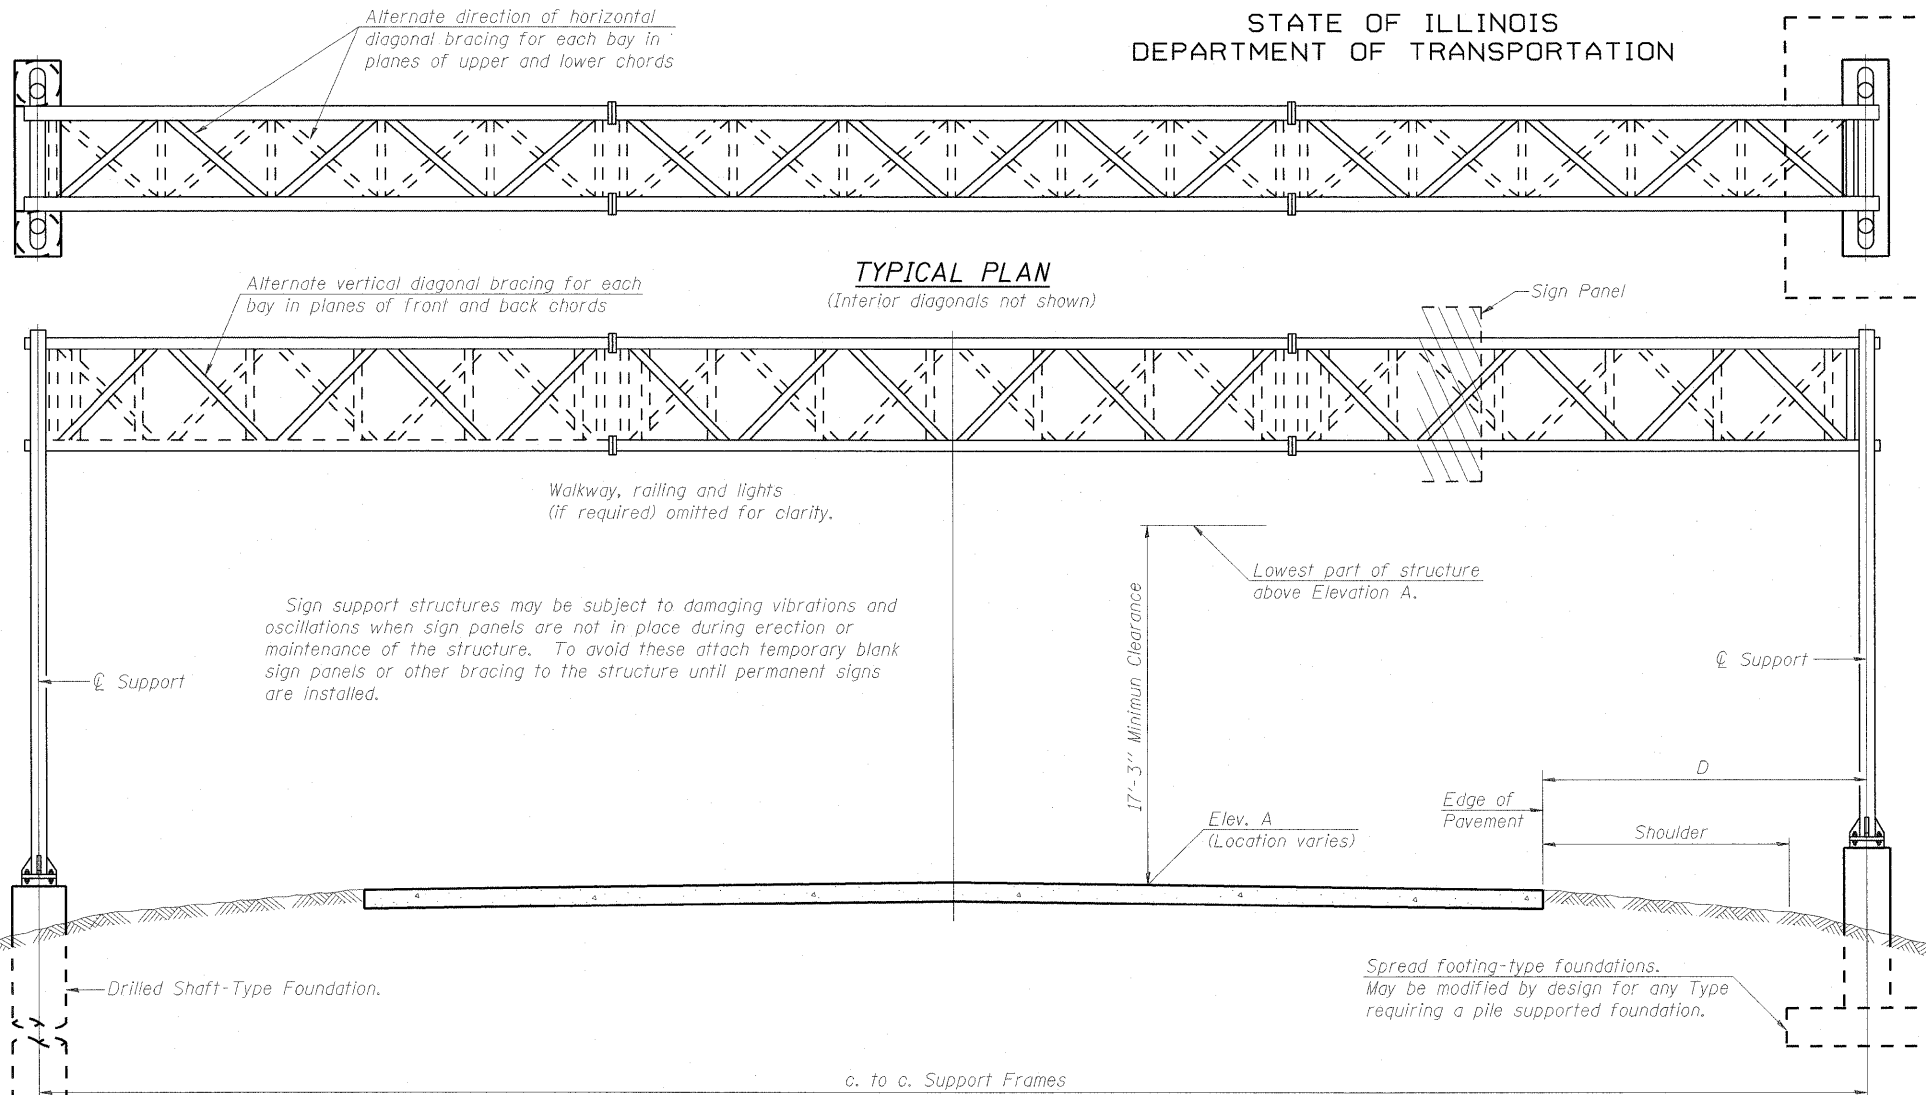 Alternate direction of horizontal
diagonal bracing for each bay in
planes of upper and lower chords
STATE OF ILLINOIS
DEPARTMENT OF TRANSPORTATION
TYPICAL PLAN
(Interior diagonals not shown)
Alternate vertical diagonal bracing for each
bay in planes of front and back chords
Sign Panel
Walkway, railing and lights
(if required) omitted for clarity.
Lowest part of structure
above Elevation A.
17'-3" Minimun Clearance
Sign support structures may be subject to damaging vibrations and
oscillations when sign panels are not in place during erection or
maintenance of the structure. To avoid these attach temporary blank
sign panels or other bracing to the structure until permanent signs
are installed.
℄ Support
℄ Support
D
Edge of
Pavement
Shoulder
Elev. A
(Location varies)
Drilled Shaft-Type Foundation.
Spread footing-type foundations.
May be modified by design for any Type
requiring a pile supported foundation.
c. to c. Support Frames